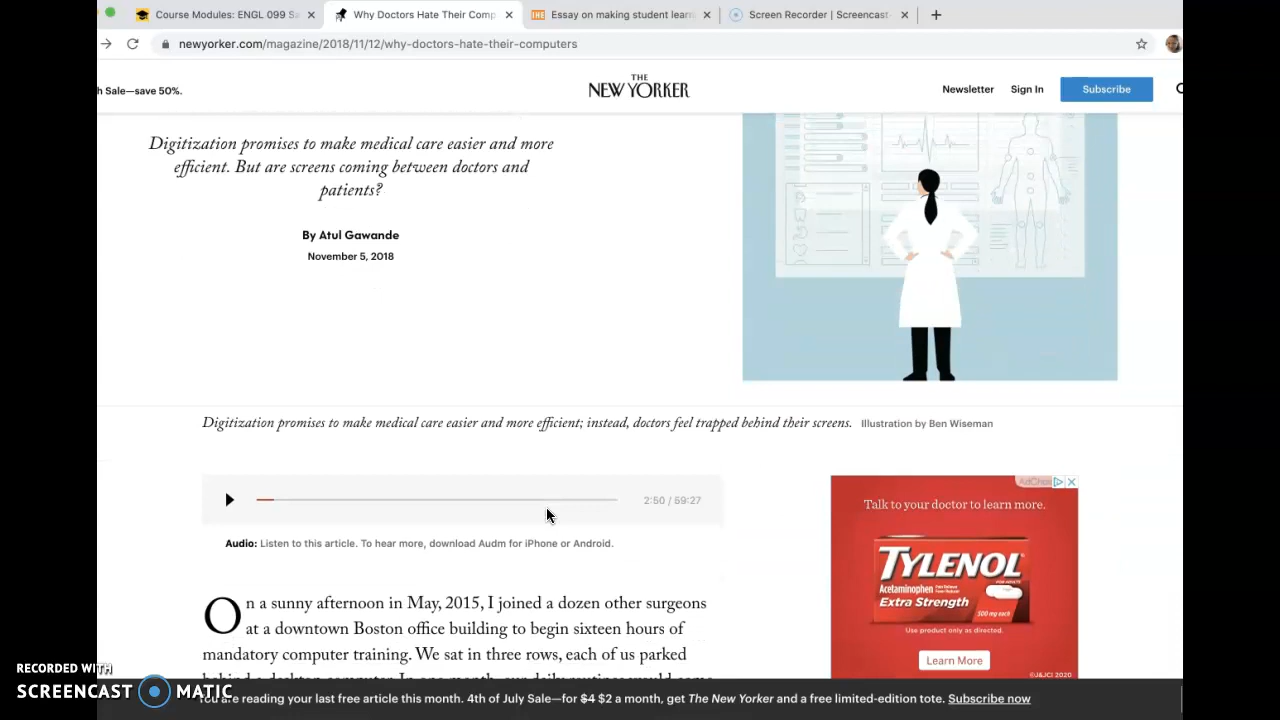 Course Modules: ENGL 099 Sa
Why Doctors Hate Their Comp
Essay on making student learn
Screen Recorder | Screencast-
newyorker.com/magazine/2018/11/12/why-doctors-hate-their-computers
h Sale—save 50%.
THE
NEW YORKER
Newsletter
Sign In
Subscribe
Digitization promises to make medical care easier and more
efficient. But are screens coming between doctors and
patients?
By Atul Gawande
November 5, 2018
Digitization promises to make medical care easier and more efficient; instead, doctors feel trapped behind their screens. Illustration by Ben Wiseman
2:50 / 59:27
Audio: Listen to this article. To hear more, download Audm for iPhone or Android.
On a sunny afternoon in May, 2015, I joined a dozen other surgeons
at a downtown Boston office building to begin sixteen hours of
mandatory computer training. We sat in three rows, each of us parked
AdChoices
Talk to your doctor to learn more.
TYLENOL
FOR ADULTS
Acetaminophen
Extra Strength
500 mg each
Use product only as directed.
Learn More
©J&JCI 2020
You are reading your last free article this month. 4th of July Sale—for $4 $2 a month, get The New Yorker and a free limited-edition tote. Subscribe now
RECORDED WITH
SCREENCAST MATIC